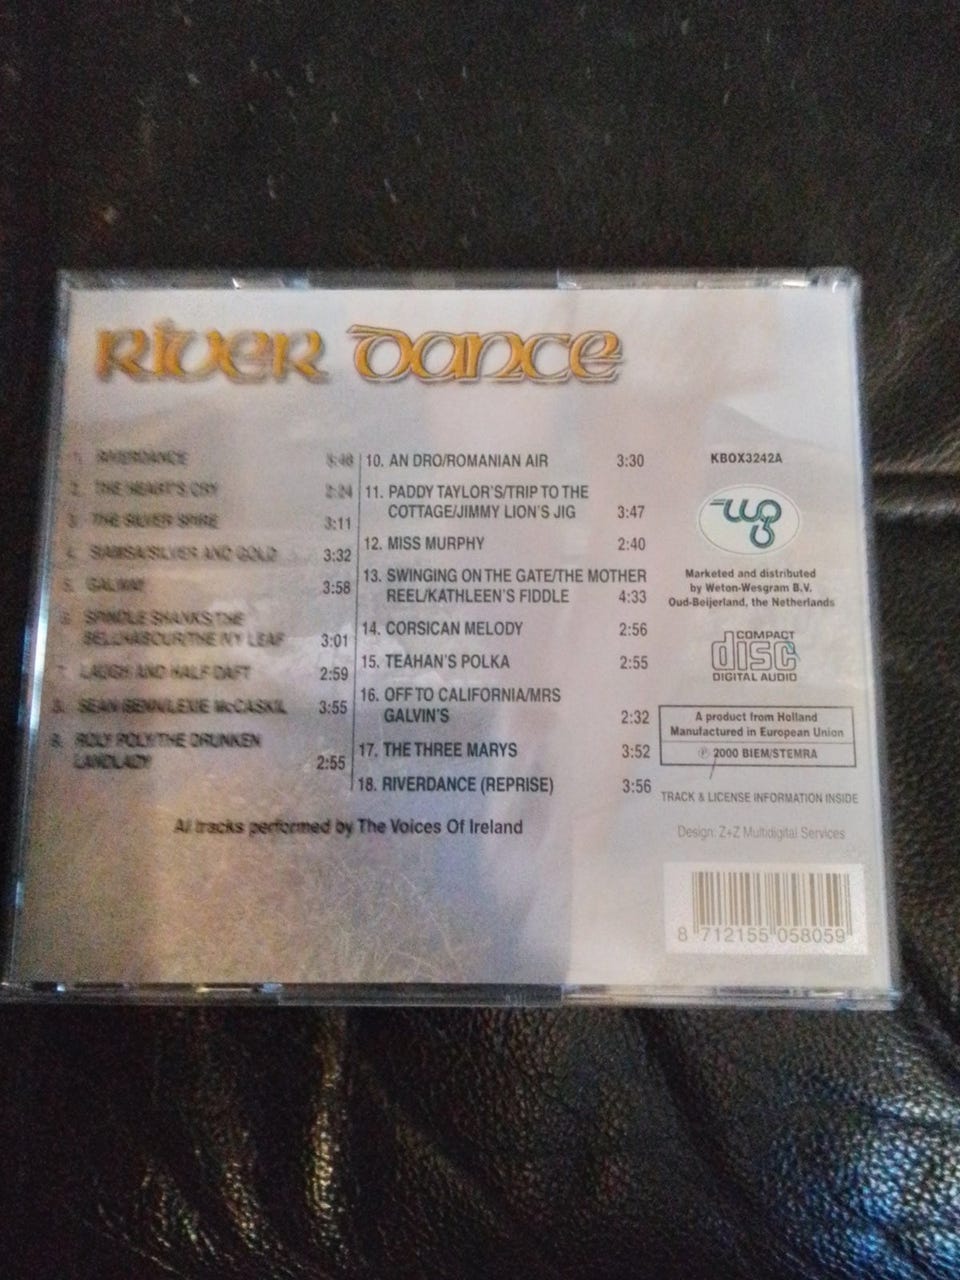 RIVER DANCE
1. RIVERDANCE
2. THE HEART'S CRY 2:24
3. THE SILVER SPIRE 3:11
4. SIAMSA/SILVER AND GOLD 3:32
5. 3:58
6. SPINDLE SHANKS/THE
THE IVY LEAF 3:01
7. LAUGH AND HALF DAFT 2:59
8. SEAN BENN/LEXIE McCASKIL 3:55
9. ROLY POLY/THE DRUNKEN
LANDLADY 2:55
10. AN DRO/ROMANIAN AIR 3:30
11. PADDY TAYLOR'S/TRIP TO THE
COTTAGE/JIMMY LION'S JIG 3:47
12. MISS MURPHY 2:40
13. SWINGING ON THE GATE/THE MOTHER
REEL/KATHLEEN'S FIDDLE 4:33
14. CORSICAN MELODY 2:56
15. TEAHAN'S POLKA 2:55
16. OFF TO CALIFORNIA/MRS
GALVIN'S 2:32
17. THE THREE MARYS 3:52
18. RIVERDANCE (REPRISE) 3:56
All tracks performed by The Voices Of Ireland
KBOX3242A
wg
Marketed and distributed
by Weton-Wesgram B.V.
Oud-Beijerland, the Netherlands
COMPACT
disc
DIGITAL AUDIO
A product from Holland
Manufactured in European Union
℗ 2000 BIEM/STEMRA
TRACK & LICENSE INFORMATION INSIDE
Design: Z+Z Multidigital Services
8 712155 058059